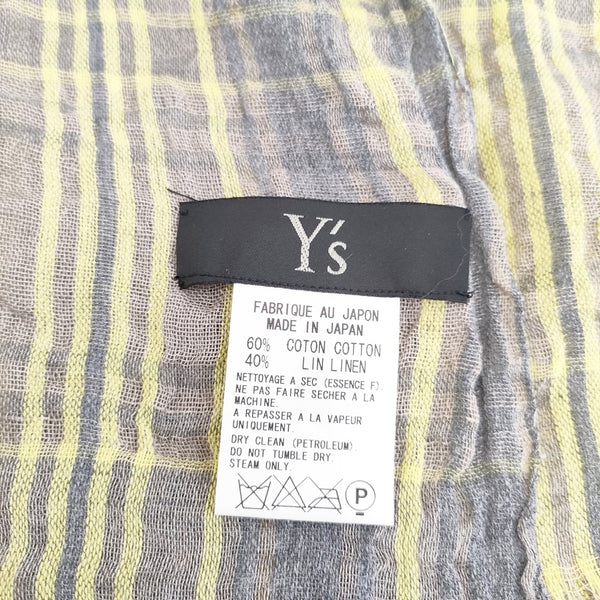 Y's
FABRIQUE AU JAPON
MADE IN JAPAN
60% COTON COTTON
40% LIN LINEN
NETTOYAGE A SEC (ESSENCE F).
NE PAS FAIRE SECHER A LA
MACHINE.
A REPASSER A LA VAPEUR
UNIQUEMENT.
DRY CLEAN (PETROLEUM).
DO NOT TUMBLE DRY.
STEAM ONLY.
P